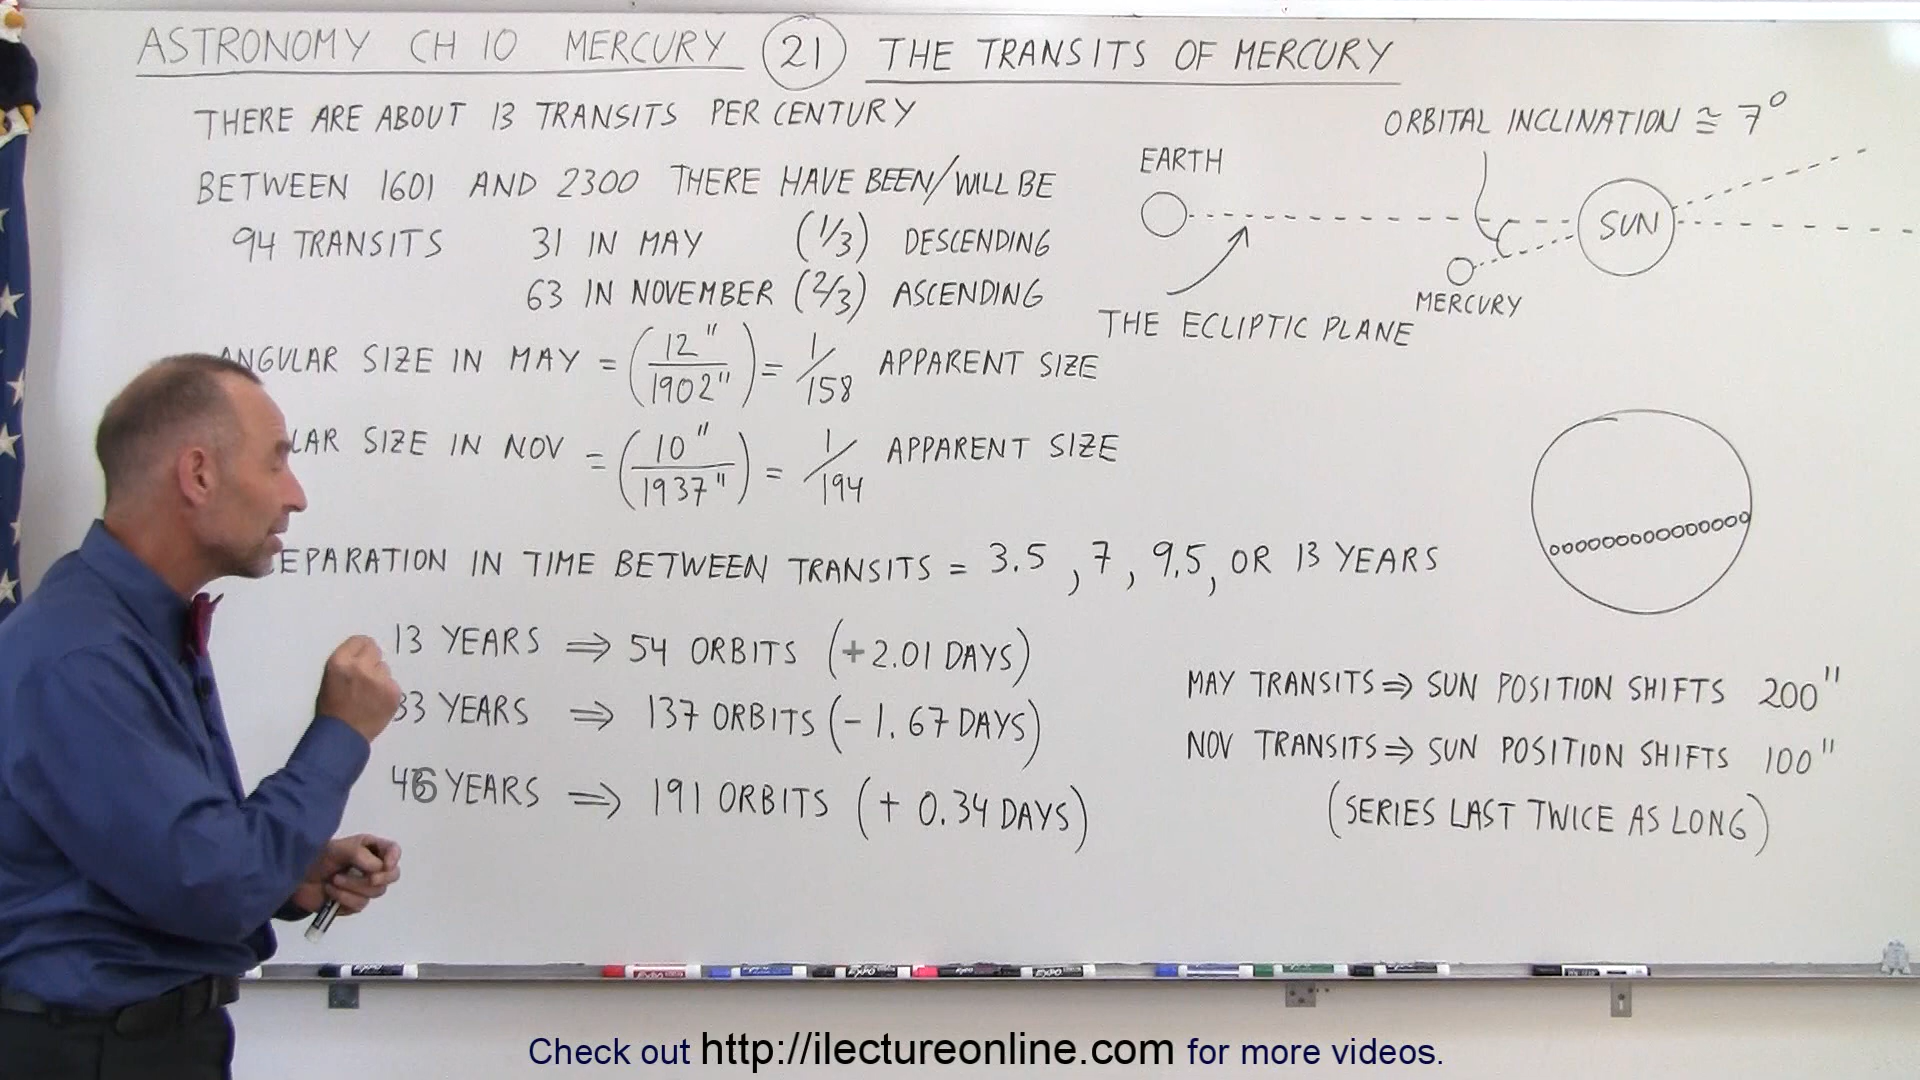 ASTRONOMY CH 10 MERCURY 21 THE TRANSITS OF MERCURY
THERE ARE ABOUT 13 TRANSITS PER CENTURY
BETWEEN 1601 AND 2300 THERE HAVE BEEN/WILL BE
94 TRANSITS 31 IN MAY (1/3) DESCENDING
63 IN NOVEMBER (2/3) ASCENDING
ANGULAR SIZE IN MAY = (12"/1902") = 1/158 APPARENT SIZE
LAR SIZE IN NOV = (10"/1937") = 1/194 APPARENT SIZE
EPARATION IN TIME BETWEEN TRANSITS = 3.5, 7, 9.5, OR 13 YEARS
13 YEARS ⇒ 54 ORBITS (+2.01 DAYS)
33 YEARS ⇒ 137 ORBITS (-1.67 DAYS)
46 YEARS ⇒ 191 ORBITS (+ 0.34 DAYS)
ORBITAL INCLINATION ≅ 7°
EARTH
SUN
MERCURY
THE ECLIPTIC PLANE
MAY TRANSITS ⇒ SUN POSITION SHIFTS 200"
NOV TRANSITS ⇒ SUN POSITION SHIFTS 100"
(SERIES LAST TWICE AS LONG)
EXPO
EXPO
EXPO
EXPO
Check out http://ilectureonline.com for more videos.